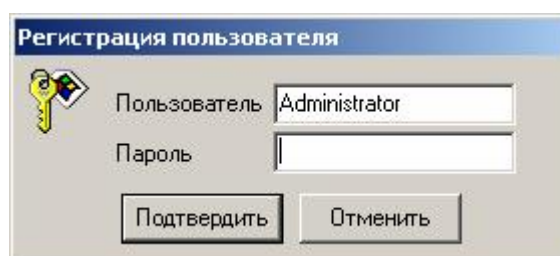 Регистрация пользователя
Пользователь Administrator
Пароль
Подтвердить Отменить